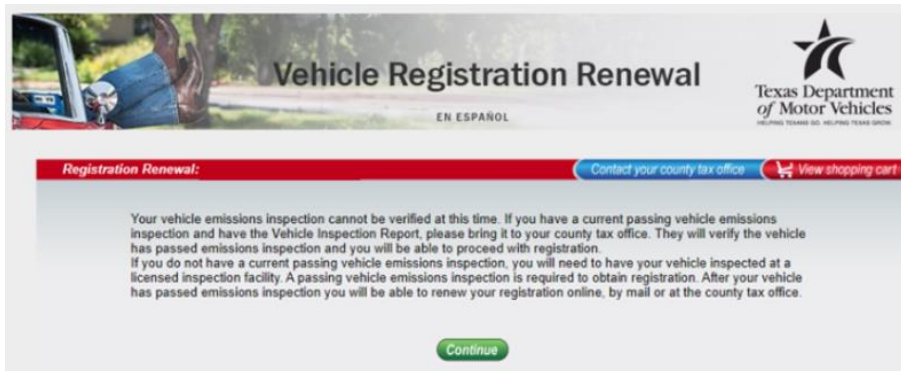 Vehicle Registration Renewal
EN ESPAÑOL
Texas Department
of Motor Vehicles
HELPING TEXANS GO. HELPING TEXAS GROW.
Registration Renewal:
Contact your county tax office
View shopping cart
Your vehicle emissions inspection cannot be verified at this time. If you have a current passing vehicle emissions
inspection and have the Vehicle Inspection Report, please bring it to your county tax office. They will verify the vehicle
has passed emissions inspection and you will be able to proceed with registration.
If you do not have a current passing vehicle emissions inspection, you will need to have your vehicle inspected at a
licensed inspection facility. A passing vehicle emissions inspection is required to obtain registration. After your vehicle
has passed emissions inspection you will be able to renew your registration online, by mail or at the county tax office.
Continue